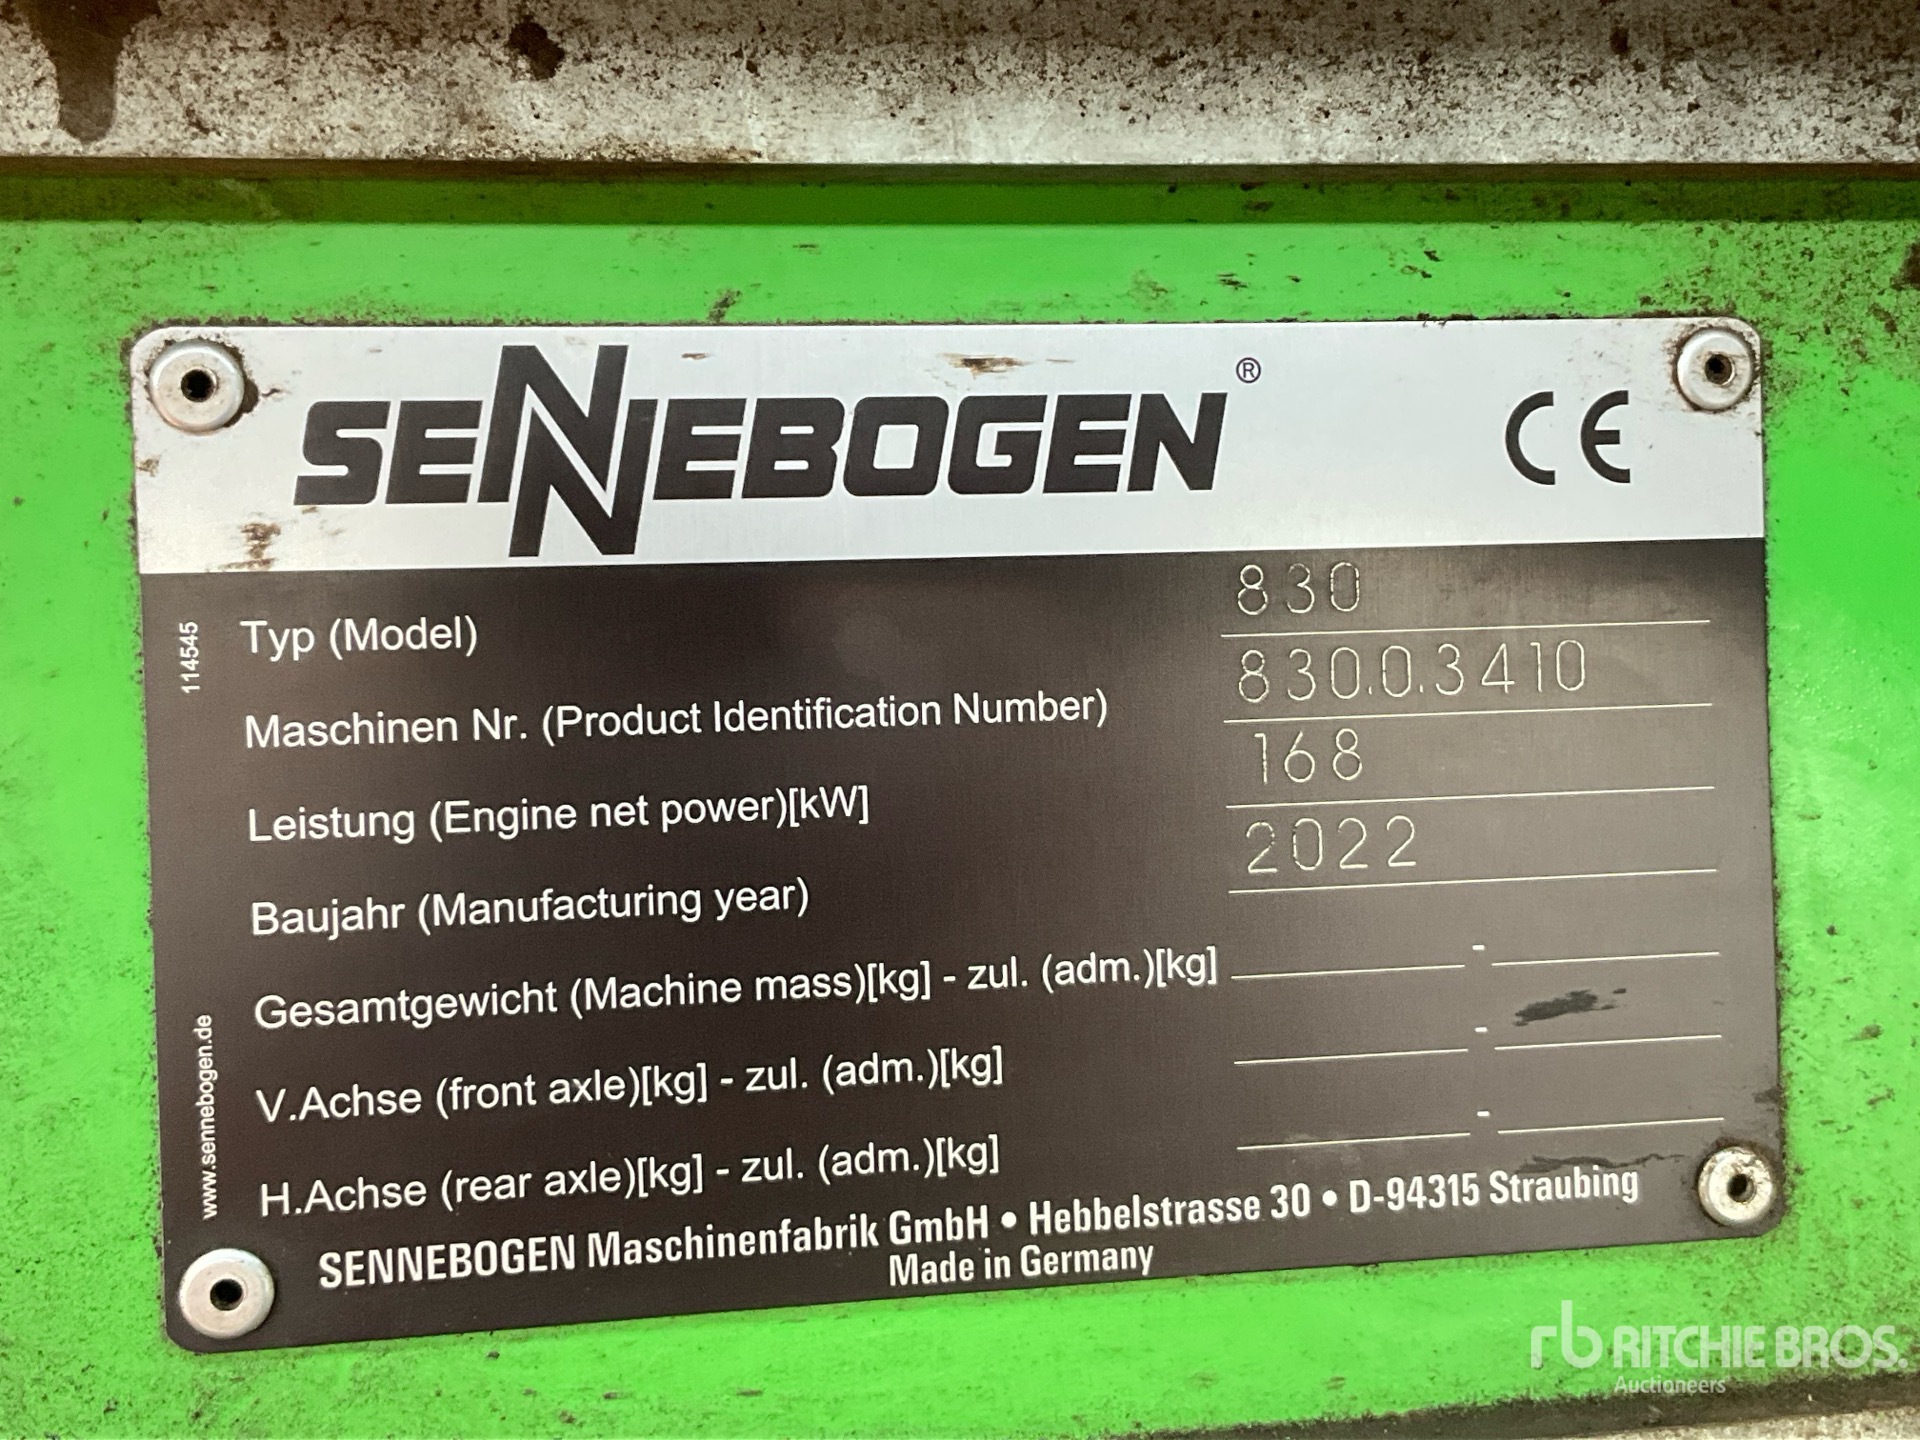 SENNEBOGEN®
CE
114545
Typ (Model) 830
Maschinen Nr. (Product Identification Number) 830.0.3410
Leistung (Engine net power)[kW] 168
Baujahr (Manufacturing year) 2022
Gesamtgewicht (Machine mass)[kg] - zul. (adm.)[kg] -
V.Achse (front axle)[kg] - zul. (adm.)[kg] -
H.Achse (rear axle)[kg] - zul. (adm.)[kg] -
www.sennebogen.de
SENNEBOGEN Maschinenfabrik GmbH • Hebbelstrasse 30 • D-94315 Straubing
Made in Germany
rb RITCHIE BROS.
Auctioneers